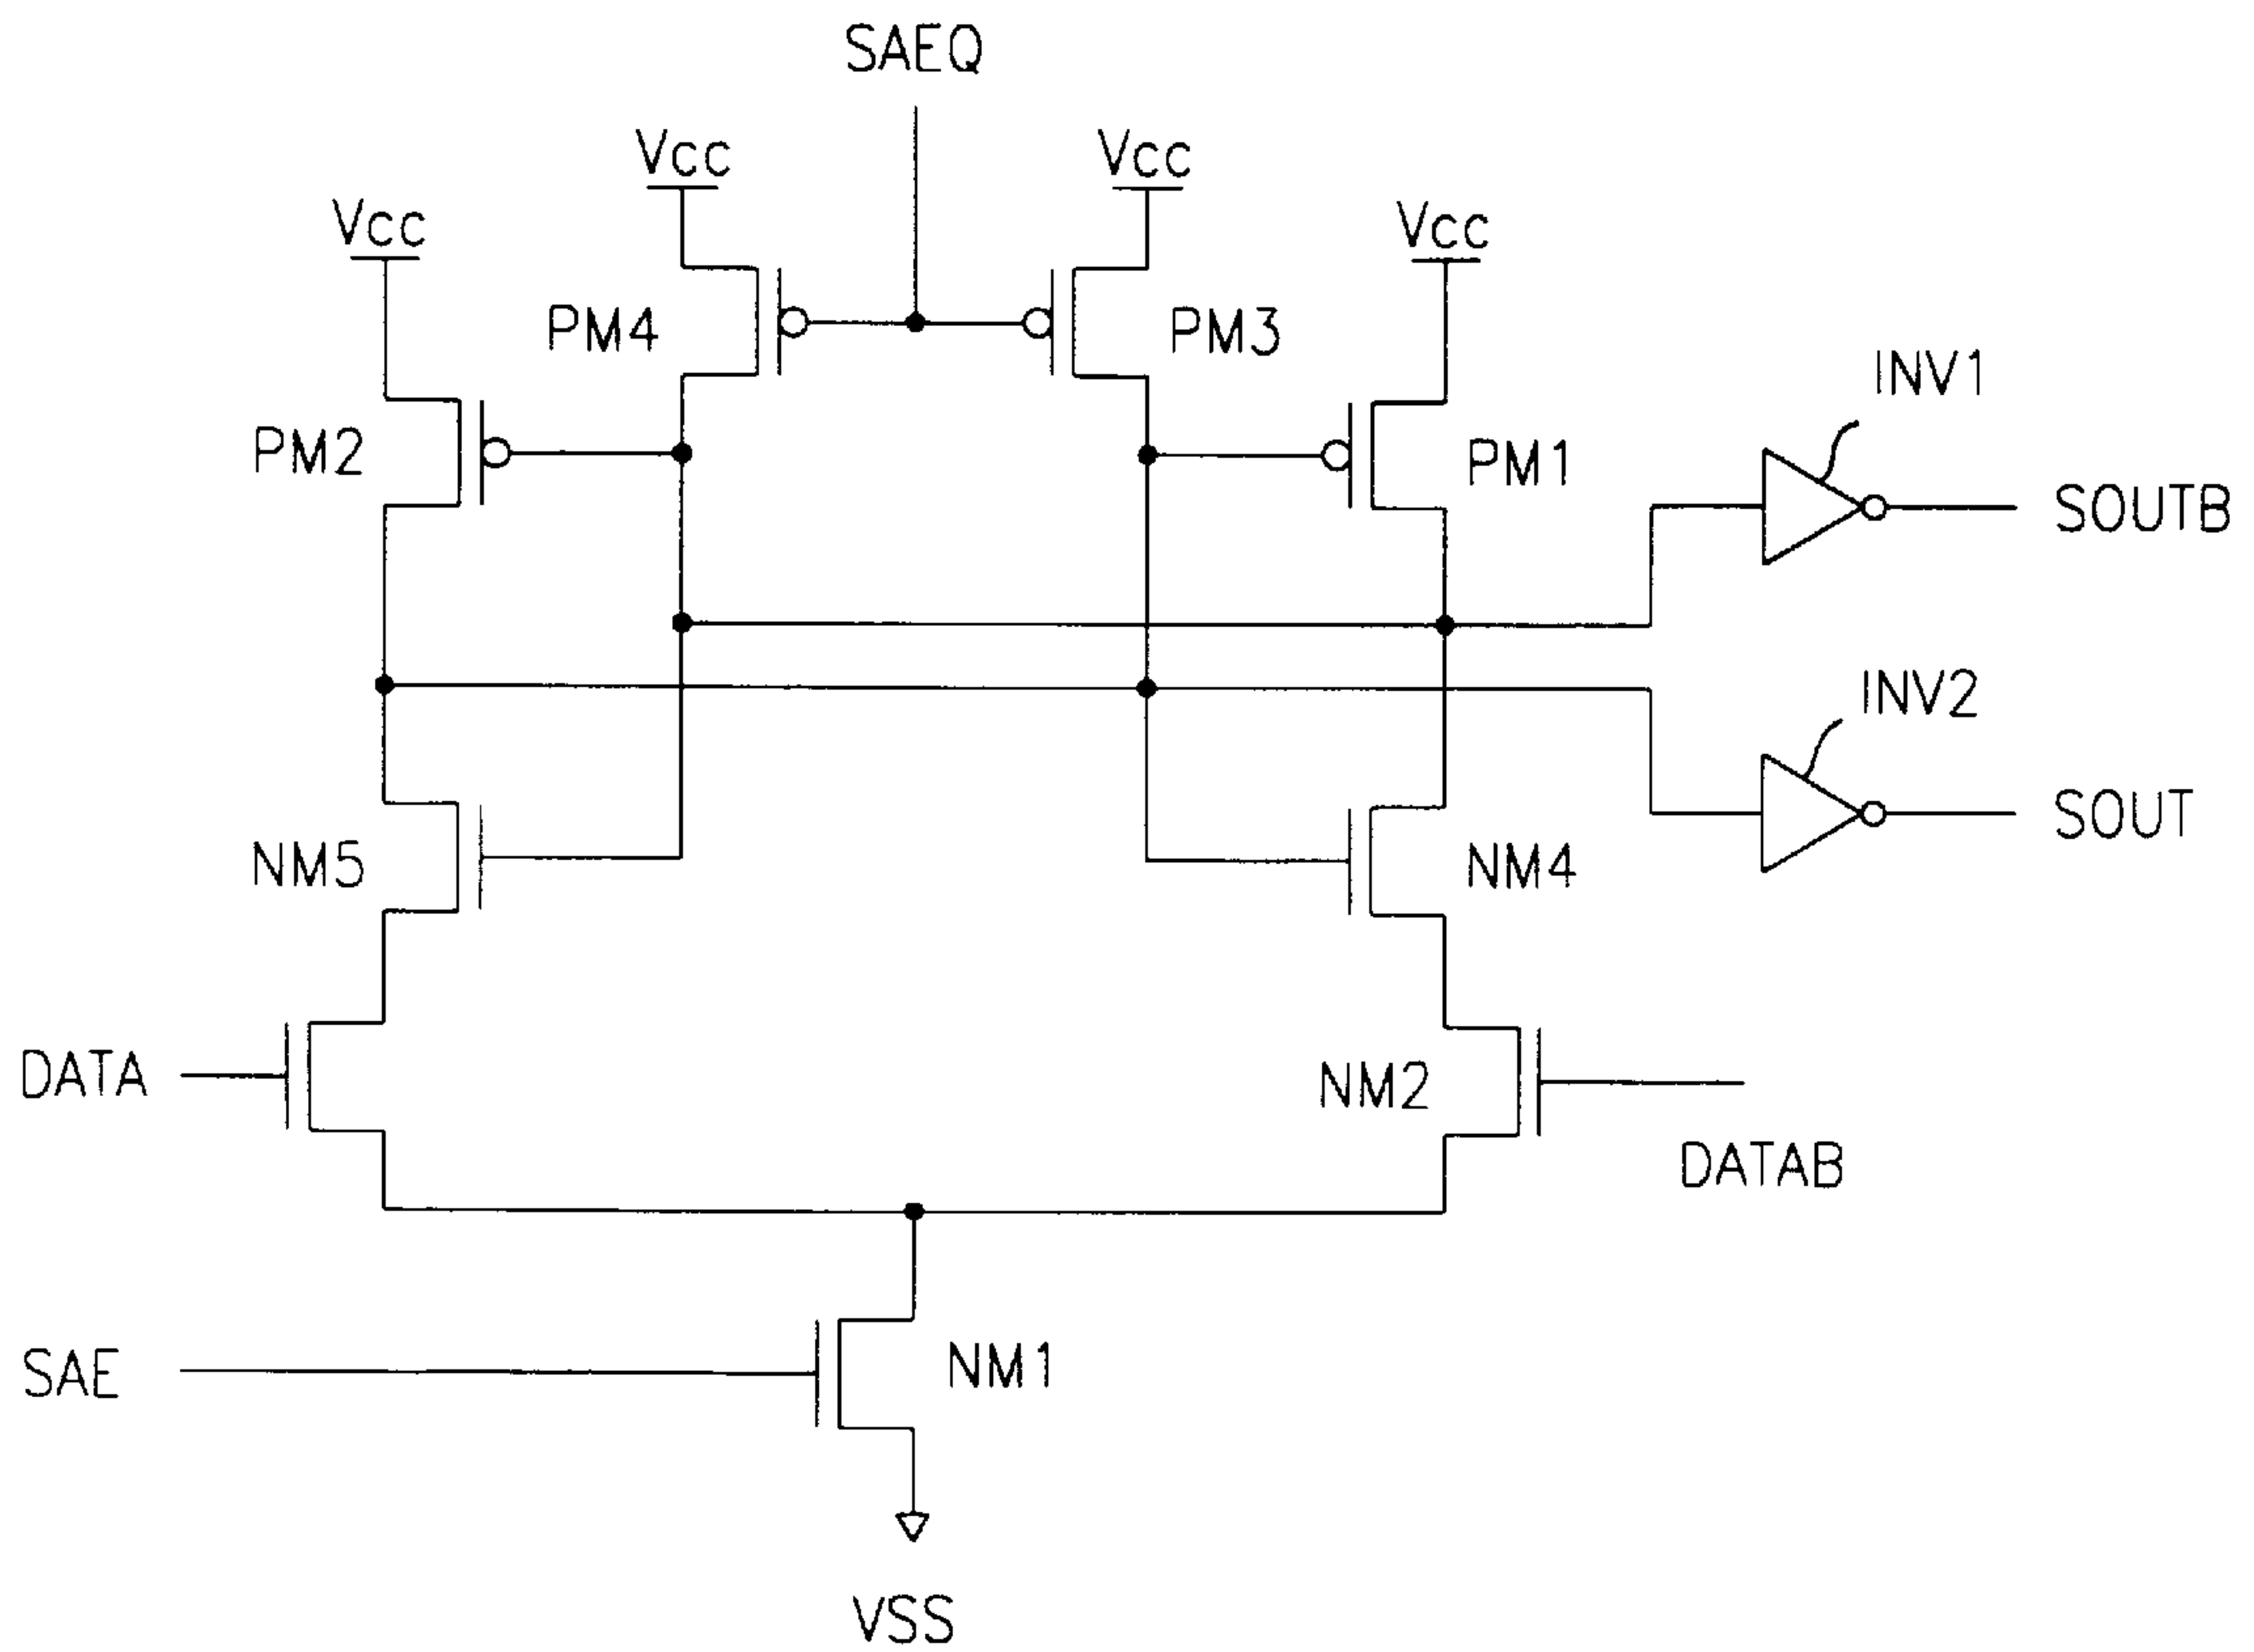 SAEQ
Vcc
Vcc
Vcc
Vcc
PM4
PM3
INV1
PM2
PM1
SOUTB
INV2
SOUT
NM5
NM4
DATA
NM2
DATAB
SAE
NM1
VSS